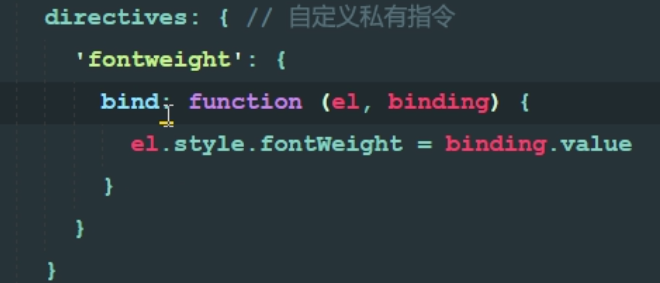 directives: { // 自定义私有指令
'fontweight': {
bind: function (el, binding) {
el.style.fontWeight = binding.value
}
}
}